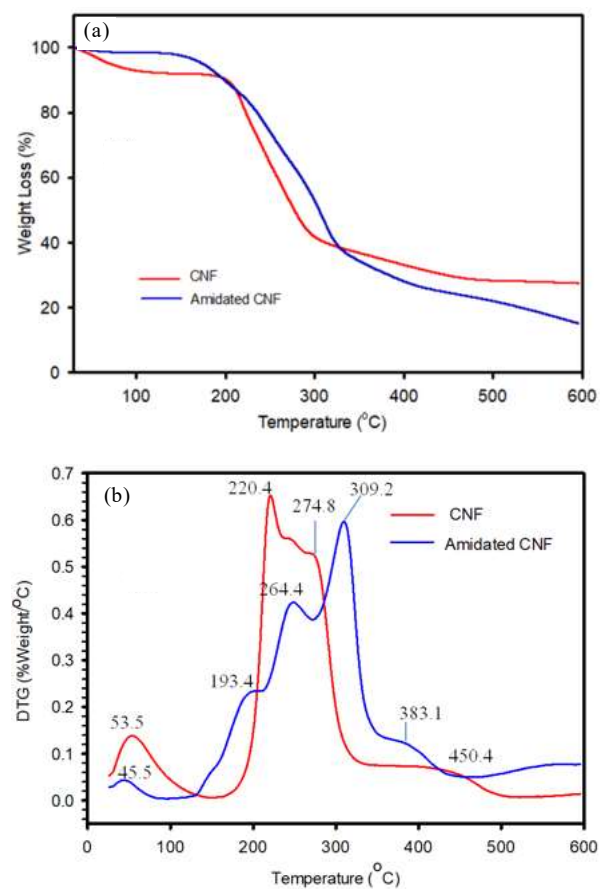 (a)
100
80
60
40
20
0
Weight Loss (%)
CNF
Amidated CNF
100 200 300 400 500 600
Temperature (°C)
(b)
0.7
0.6
0.5
0.4
0.3
0.2
0.1
0.0
DTG (%Weight/°C)
220.4
274.8
309.2
CNF
Amidated CNF
264.4
193.4
53.5
45.5
383.1
450.4
0 100 200 300 400 500 600
Temperature (°C)